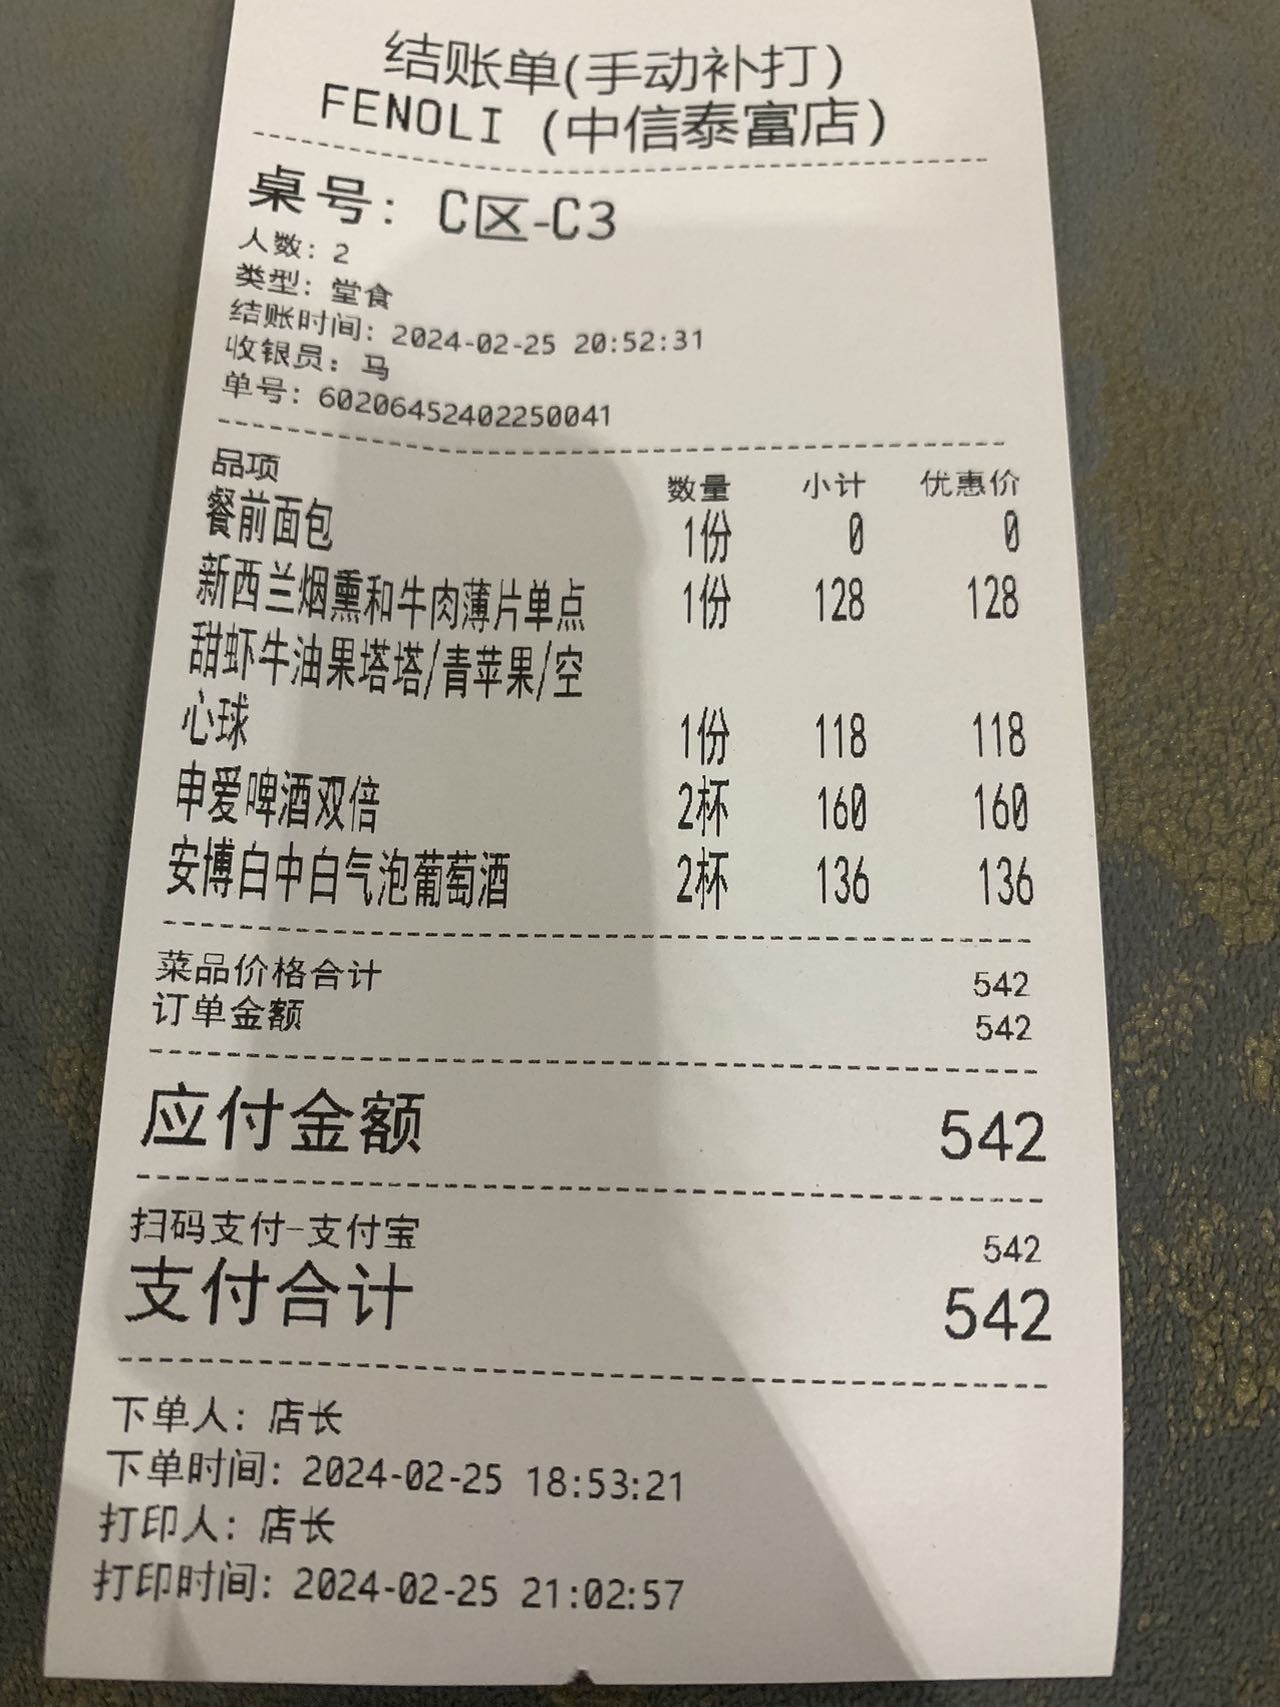 结账单(手动补打)
FENOLI (中信泰富店)
桌号: C区-C3
人数: 2
类型: 堂食
结账时间: 2024-02-25 20:52:31
收银员: 马
单号: 60206452402250041
品项 数量 小计 优惠价
餐前面包 1份 0 0
新西兰烟熏和牛肉薄片单点 1份 128 128
甜虾牛油果塔塔/青苹果/空
心球 1份 118 118
申爱啤酒双倍 2杯 160 160
安博白中白气泡葡萄酒 2杯 136 136
菜品价格合计 542
订单金额 542
应付金额 542
扫码支付-支付宝 542
支付合计 542
下单人: 店长
下单时间: 2024-02-25 18:53:21
打印人: 店长
打印时间: 2024-02-25 21:02:57